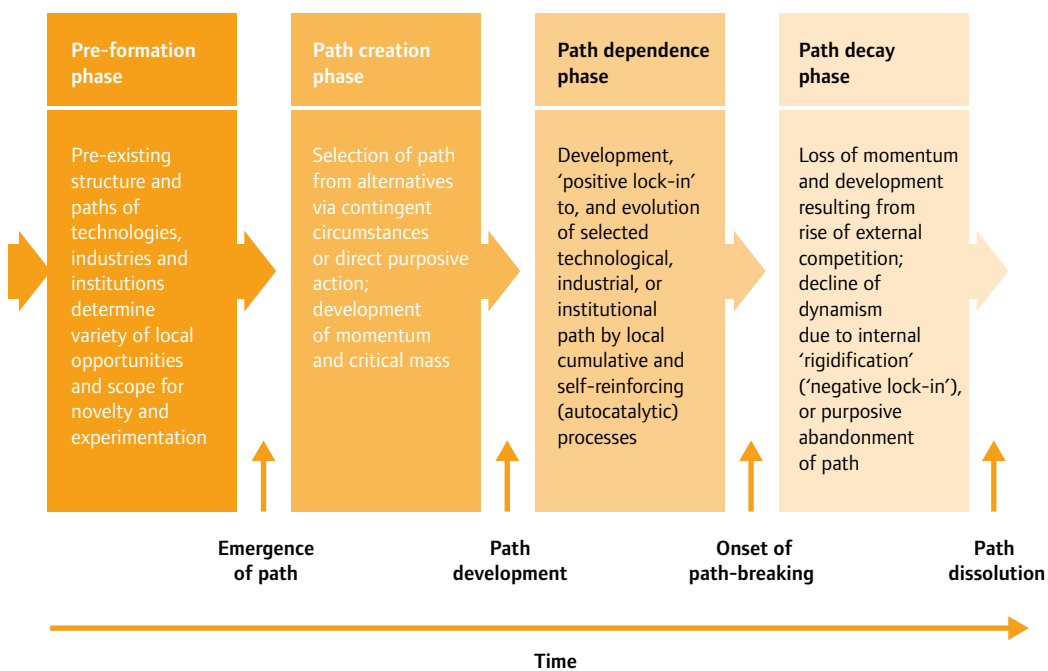 Pre-formation
phase
Pre-existing
structure and
paths of
technologies,
industries and
institutions
determine
variety of local
opportunities
and scope for
novelty and
experimentation
Path creation
phase
Selection of path
from alternatives
via contingent
circumstances
or direct purposive
action;
development
of momentum
and critical mass
Path dependence
phase
Development,
‘positive lock-in’
to, and evolution
of selected
technological,
industrial, or
institutional
path by local
cumulative and
self-reinforcing
(autocatalytic)
processes
Path decay
phase
Loss of momentum
and development
resulting from
rise of external
competition;
decline of
dynamism
due to internal
‘rigidification’
(‘negative lock-in’),
or purposive
abandonment
of path
Emergence
of path
Path
development
Onset of
path-breaking
Path
dissolution
Time